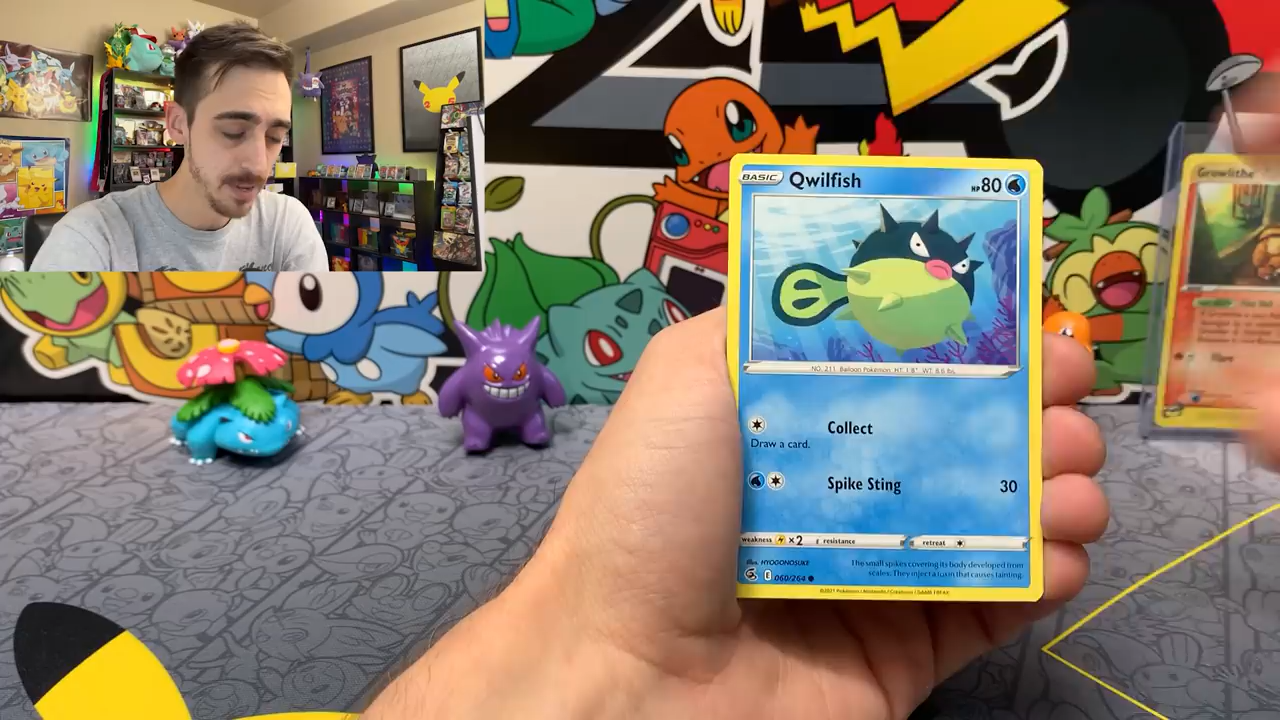 BASIC Qwilfish HP 80
NO. 211. Balloon Pokémon. HT. 1'8" WT. 8.6 lbs.
Collect
Draw a card.
Spike Sting 30
weakness ×2 resistance retreat
Illus. HYOGONOSUKE
The small spikes covering its body developed from
scales. They inject a toxin that causes fainting.
E 060/264
©2021 Pokémon / Nintendo / Creatures / GAME FREAK
Growlithe